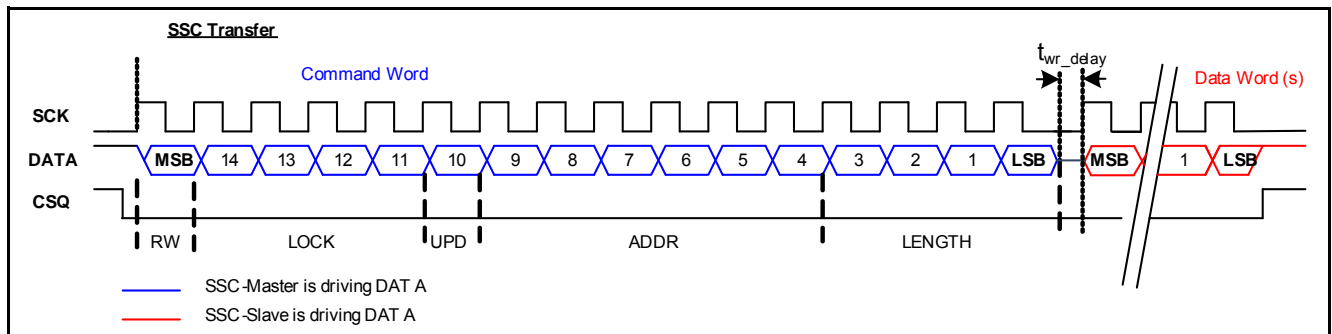 SSC Transfer
t wr_delay
Command Word
Data Word (s)
SCK
DATA MSB 14 13 12 11 10 9 8 7 6 5 4 3 2 1 LSB MSB 1 LSB
CSQ
RW LOCK UPD ADDR LENGTH
SSC-Master is driving DAT A
SSC-Slave is driving DAT A